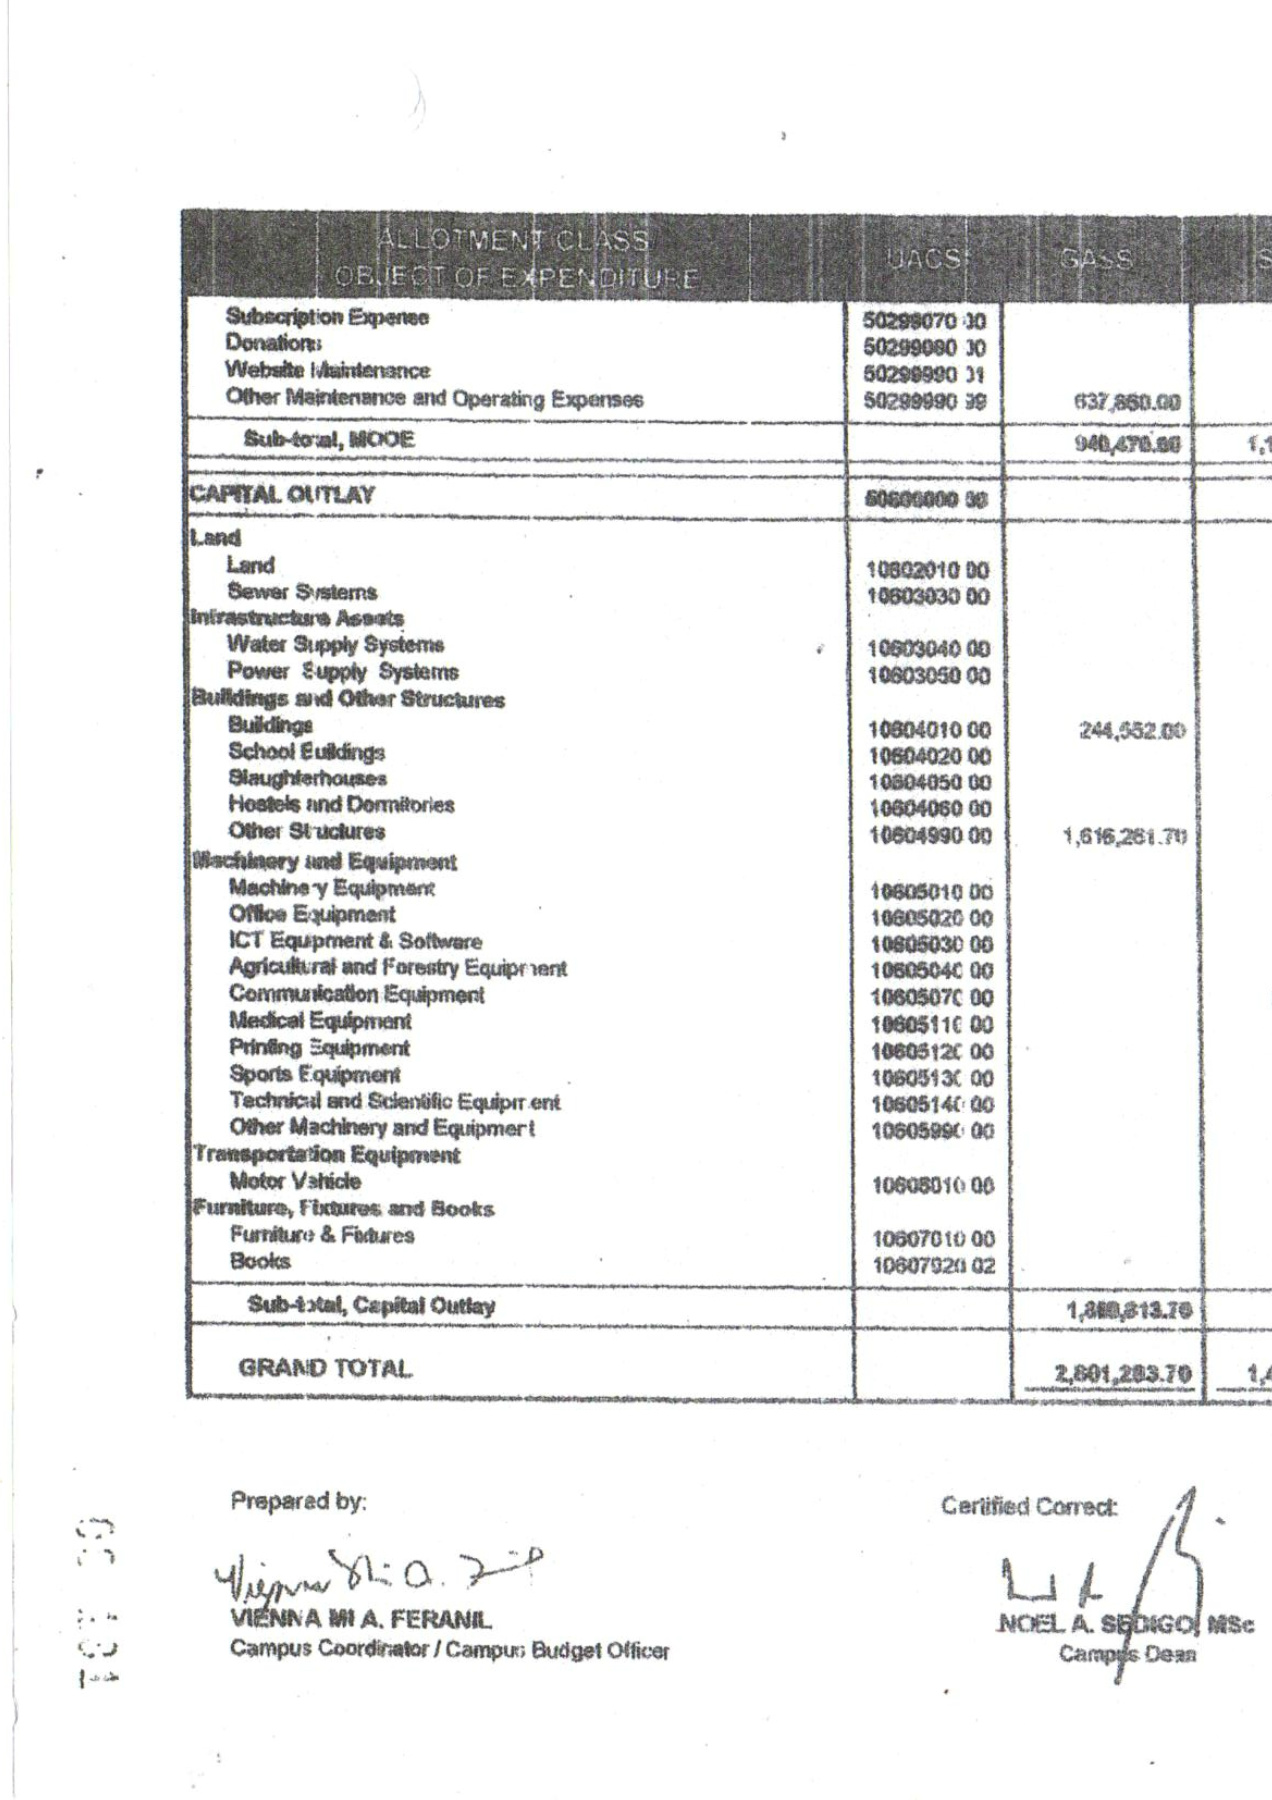 ALLOTMENT CLASS
OBJECT OF EXPENDITURE UACS GASS S
Subscription Expense 50299070 00
Donations 50299080 00
Website Maintenance 50299990 01
Other Maintenance and Operating Expenses 50299990 99 637,860.00
Sub-total, MOOE 940,470.00 1,1
CAPITAL OUTLAY 50600000 00
Land
Land 10602010 00
Sewer Systems 10603030 00
Infrastructure Assets
Water Supply Systems 10603040 00
Power Supply Systems 10603050 00
Buildings and Other Structures
Buildings 10604010 00 244,552.00
School Buildings 10604020 00
Slaughterhouses 10604050 00
Hostels and Dormitories 10604060 00
Other Structures 10604990 00 1,616,261.70
Machinery and Equipment
Machinery Equipment 10605010 00
Office Equipment 10605020 00
ICT Equipment & Software 10605030 00
Agricultural and Forestry Equipment 10605040 00
Communication Equipment 10605070 00
Medical Equipment 10605110 00
Printing Equipment 10605120 00
Sports Equipment 10605130 00
Technical and Scientific Equipment 10605140 00
Other Machinery and Equipment 10605990 00
Transportation Equipment
Motor Vehicle 10606010 00
Furniture, Fixtures and Books
Furniture & Fixtures 10607010 00
Books 10607020 02
Sub-total, Capital Outlay 1,860,813.70
GRAND TOTAL 2,801,283.70 1,4
Prepared by: Certified Correct:
VIENNA MI A. FERANIL NOEL A. SEDIGO, MSc
Campus Coordinator / Campus Budget Officer Campus Dean